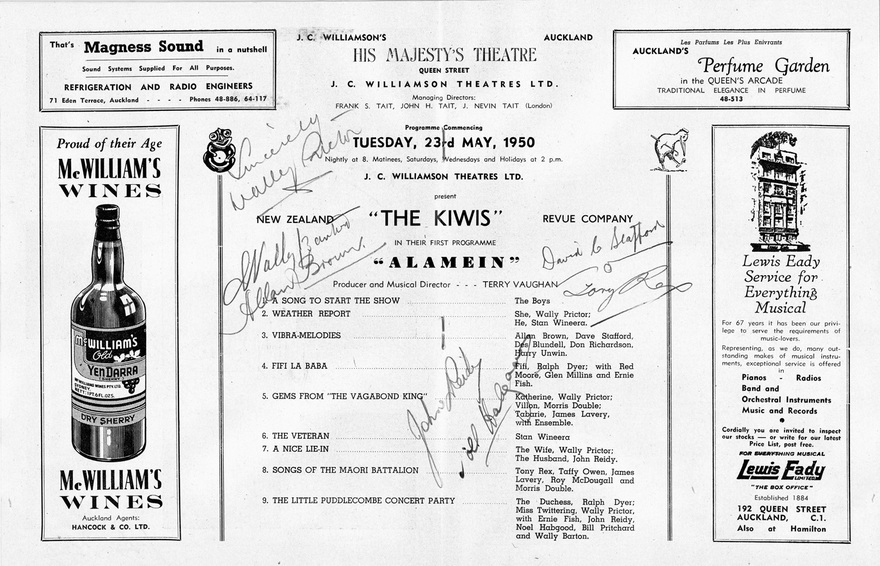 That's Magness Sound in a nutshell
Sound Systems Supplied For All Purposes.
REFRIGERATION AND RADIO ENGINEERS
71 Eden Terrace, Auckland - - - - Phones 48-886, 64-117
J. C. WILLIAMSON'S AUCKLAND
HIS MAJESTY'S THEATRE
QUEEN STREET
J. C. WILLIAMSON THEATRES LTD.
Managing Directors:
FRANK S. TAIT, JOHN H. TAIT, J. NEVIN TAIT (London)
Les Parfums Les Plus Enivrants
AUCKLAND'S
Perfume Garden
in the QUEEN'S ARCADE
TRADITIONAL ELEGANCE IN PERFUME
48-513
Proud of their Age
McWILLIAM'S
WINES
McWILLIAM'S
Old
YENDARRA
DRY SHERRY
McWILLIAM'S
WINES
Auckland Agents:
HANCOCK & CO. LTD.
Programme Commencing
TUESDAY, 23rd MAY, 1950
Nightly at 8, Matinees, Saturdays, Wednesdays and Holidays at 2 p.m.
J. C. WILLIAMSON THEATRES LTD.
present
NEW ZEALAND "THE KIWIS" REVUE COMPANY
IN THEIR FIRST PROGRAMME
"ALAMEIN"
Producer and Musical Director - - - TERRY VAUGHAN
Sincerely
Wally Prictor
Wally
Allan Brown.
David C Stafford
Tony Rex
John Reidy
Noel Habgood
1. A SONG TO START THE SHOW The Boys
2. WEATHER REPORT She, Wally Prictor;
He, Stan Wineera.
3. VIBRA-MELODIES Allan Brown, Dave Stafford,
Des Blundell, Don Richardson,
Harry Unwin.
4. FIFI LA BABA Fifi, Ralph Dyer; with Red
Moore, Glen Millins and Ernie
Fish.
5. GEMS FROM "THE VAGABOND KING" Katherine, Wally Prictor;
Villon, Morris Double;
Tabarie, James Lavery,
with Ensemble.
6. THE VETERAN Stan Wineera
7. A NICE LIE-IN The Wife, Wally Prictor;
The Husband, John Reidy.
8. SONGS OF THE MAORI BATTALION Tony Rex, Taffy Owen, James
Lavery, Roy McDougall and
Morris Double.
9. THE LITTLE PUDDLECOMBE CONCERT PARTY The Duchess, Ralph Dyer;
Miss Twittering, Wally Prictor,
with Ernie Fish, John Reidy,
Noel Habgood, Bill Pritchard
and Wally Barton.
Lewis Eady
Service for
Everything
Musical
For 67 years it has been our privi-
lege to serve the requirements of
music-lovers.
Representing, as we do, many out-
standing makes of musical instru-
ments, exceptional service is offered
in
Pianos - Radios
Band and
Orchestral Instruments
Music and Records
Cordially you are invited to inspect
our stocks — or write for our latest
Price List, post free.
FOR EVERYTHING MUSICAL
Lewis Eady
LIMITED
"THE BOX OFFICE"
Established 1884
192 QUEEN STREET
AUCKLAND, C.1.
Also at Hamilton